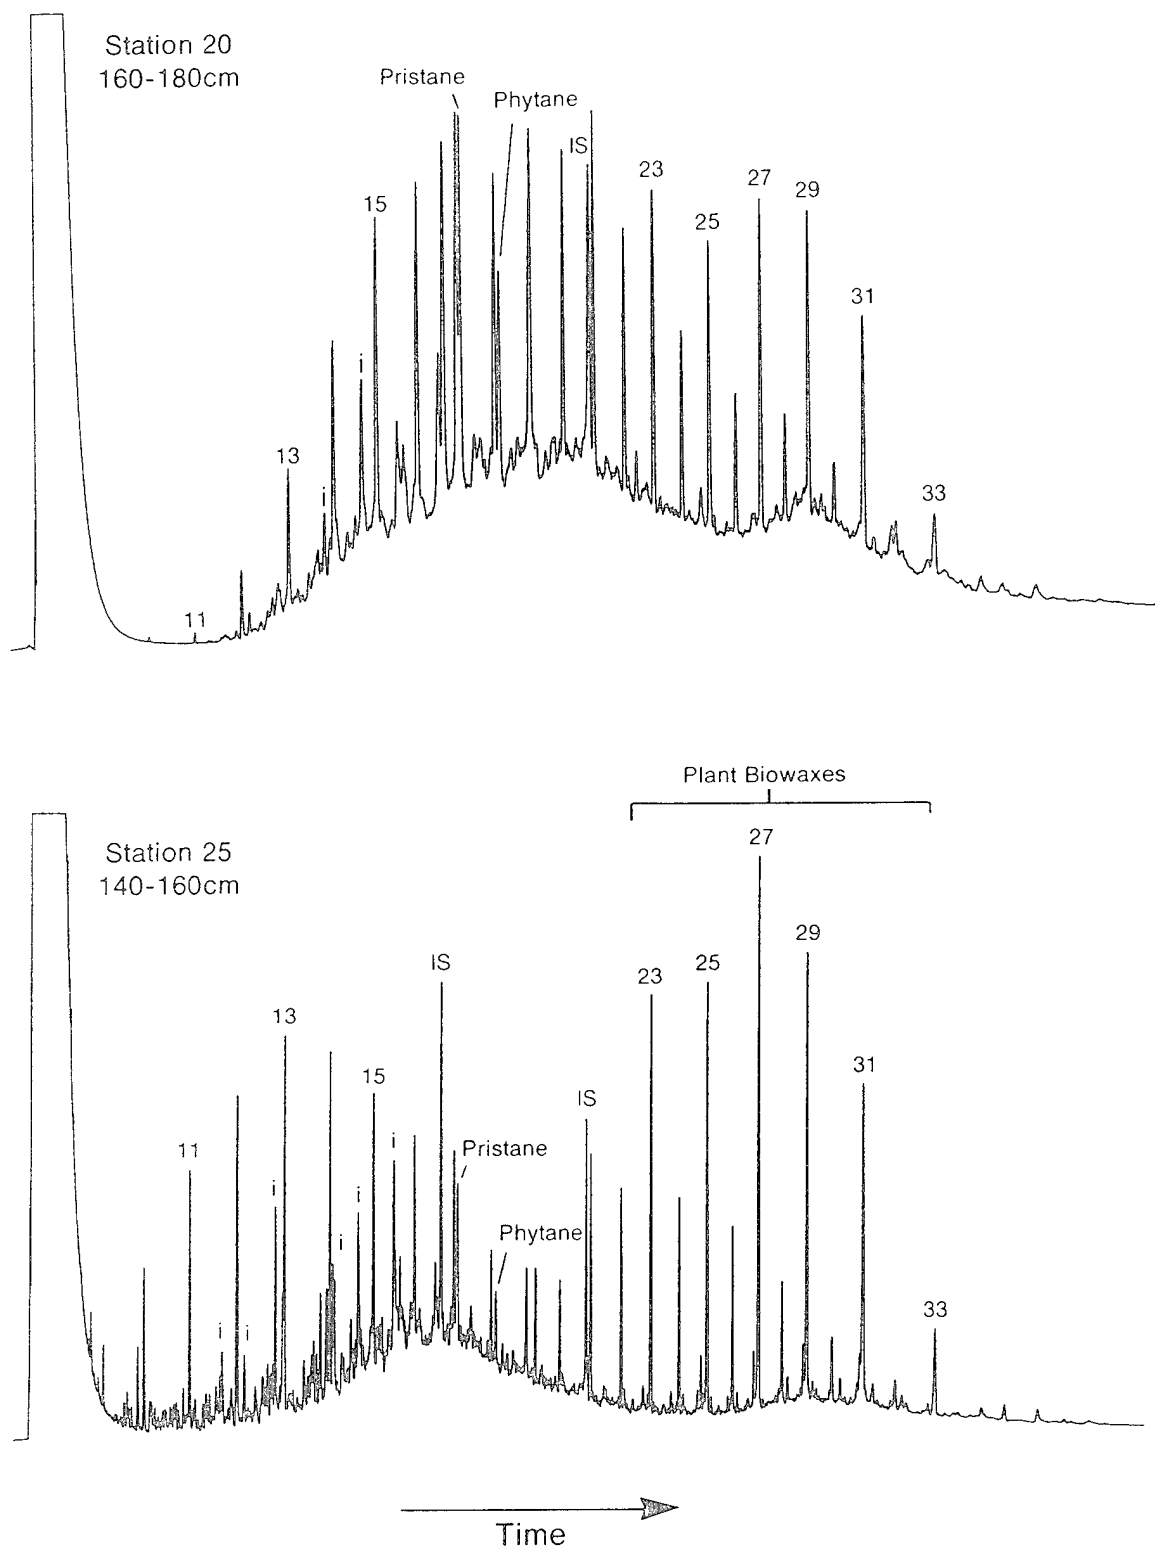 Station 20
160-180cm
Pristane
Phytane
IS
23
27
29
15
25
31
i
13
i
33
11
Plant Biowaxes
27
Station 25
140-160cm
29
IS
23
25
13
31
15
IS
11
i
Pristane
i
i
Phytane
i
i
i
33
Time